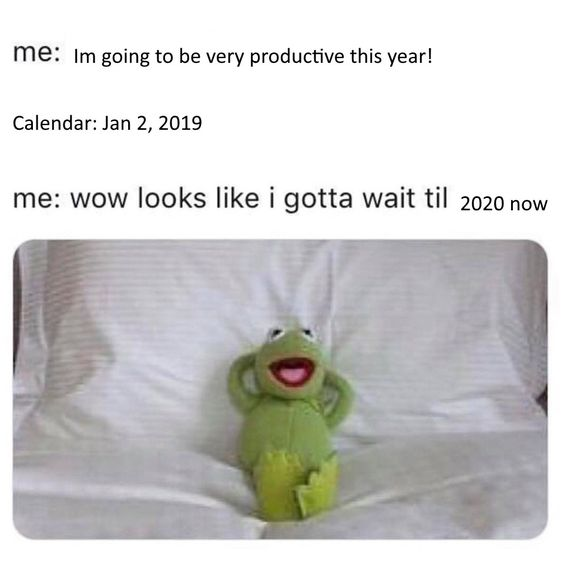 me: Im going to be very productive this year!
Calendar: Jan 2, 2019
me: wow looks like i gotta wait til 2020 now